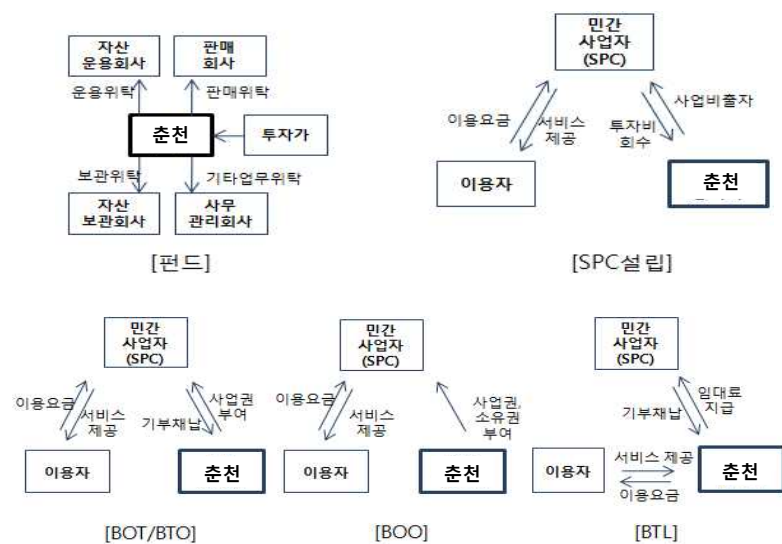 자산
운용회사
판매
회사
운용위탁
판매위탁
춘천
투자가
보관위탁
기타업무위탁
자산
보관회사
사무
관리회사
[펀드]
민간
사업자
(SPC)
이용요금
서비스
제공
사업비출자
투자비
회수
이용자
춘천
[SPC설립]
민간
사업자
(SPC)
이용요금
서비스
제공
기부채납
사업권
부여
이용자
춘천
[BOT/BTO]
민간
사업자
(SPC)
이용요금
서비스
제공
사업권,
소유권
부여
이용자
춘천
[BOO]
민간
사업자
(SPC)
기부채납
임대료
지급
이용자
서비스 제공
이용요금
춘천
[BTL]